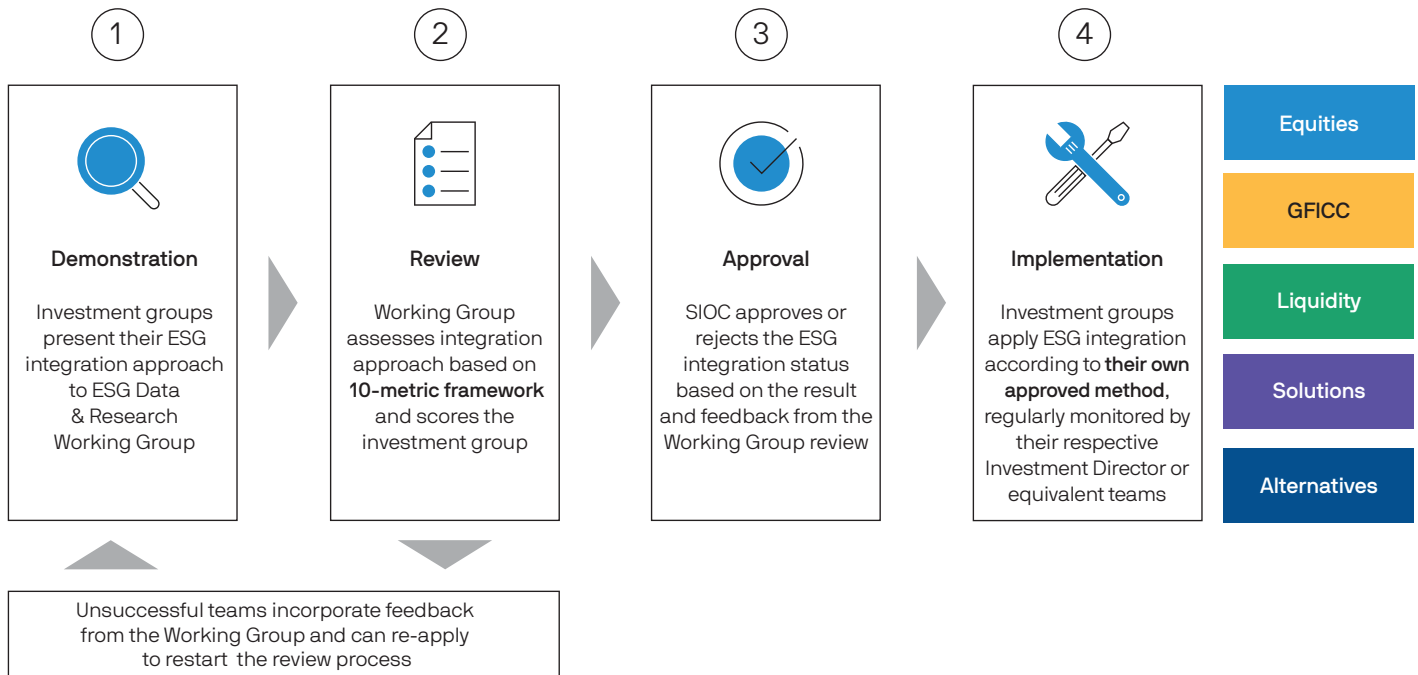 1
Demonstration
Investment groups
present their ESG
integration approach
to ESG Data
& Research
Working Group
2
Review
Working Group
assesses integration
approach based on
10-metric framework
and scores the
investment group
3
Approval
SIOC approves or
rejects the ESG
integration status
based on the result
and feedback from the
Working Group review
4
Implementation
Investment groups
apply ESG integration
according to their own
approved method,
regularly monitored by
their respective
Investment Director or
equivalent teams
Equities
GFICC
Liquidity
Solutions
Alternatives
Unsuccessful teams incorporate feedback
from the Working Group and can re-apply
to restart the review process